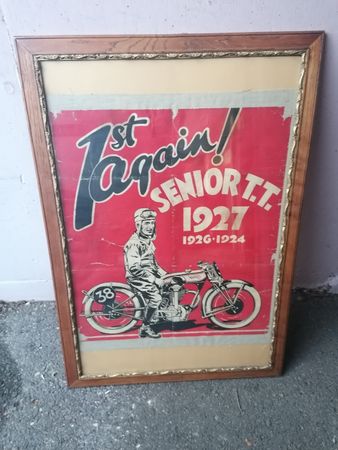 1st
again!
SENIOR T.T.
1927
1926-1924
38